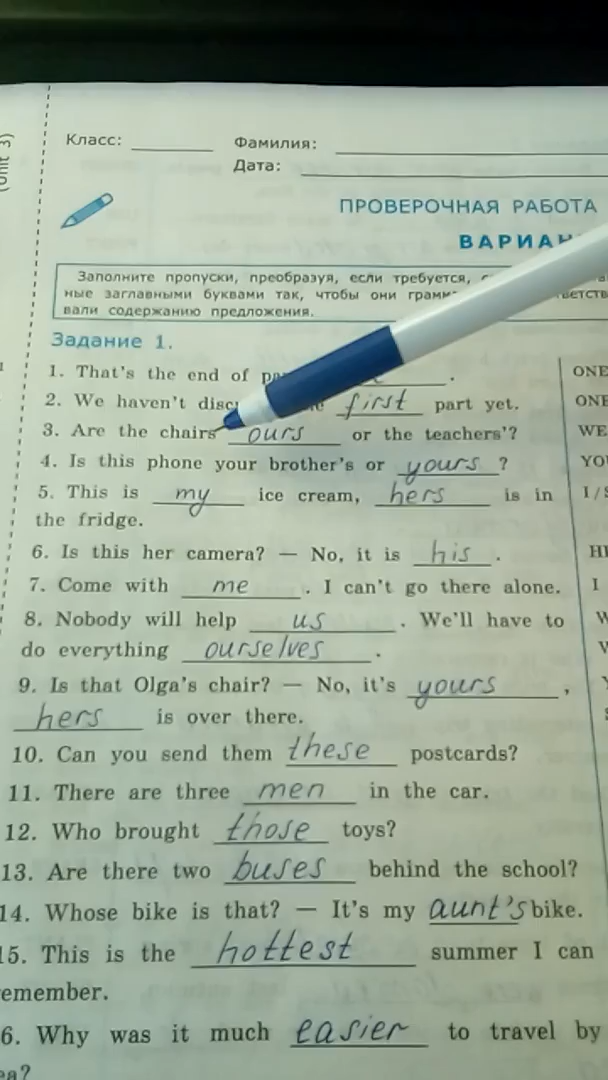 (Unit 3)
Класс: Фамилия:
Дата:
ПРОВЕРОЧНАЯ РАБОТА
ВАРИАН
Заполните пропуски, преобразуя, если требуется,
ные заглавными буквами так, чтобы они грамм ответств
вали содержанию предложения.
Задание 1.
1. That's the end of . ONE
2. We haven't first part yet. ONE
3. Are the chairs ours or the teachers'? WE
4. Is this phone your brother's or yours? YO
5. This is my ice cream, hers is in I/S
the fridge.
6. Is this her camera? — No, it is his. HE
7. Come with me. I can't go there alone. I
8. Nobody will help us. We'll have to W
do everything ourselves.
9. Is that Olga's chair? — No, it's yours, Y
hers is over there.
10. Can you send them these postcards?
11. There are three men in the car.
12. Who brought those toys?
13. Are there two buses behind the school?
14. Whose bike is that? — It's my aunt's bike.
15. This is the hottest summer I can
emember.
6. Why was it much easier to travel by
ea?